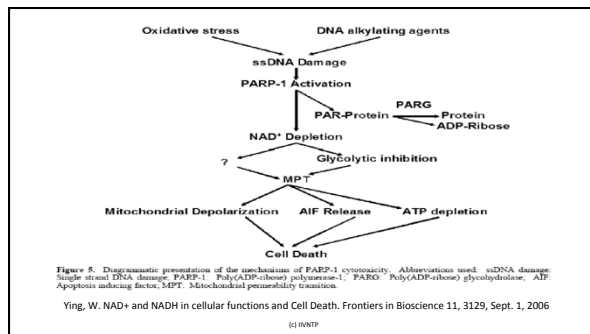 Oxidative stress DNA alkylating agents
ssDNA Damage
PARP-1 Activation
PARG
PAR-Protein Protein
ADP-Ribose
NAD+ Depletion
? Glycolytic inhibition
MPT
Mitochondrial Depolarization AIF Release ATP depletion
Cell Death
Figure 5. Diagrammatic presentation of the mechanisms of PARP-1 cytotoxicity. Abbreviations used: ssDNA damage:
Single strand DNA damage; PARP-1: Poly(ADP-ribose) polymerase-1; PARG: Poly(ADP-ribose) glycohydrolase; AIF:
Apoptosis inducing factor; MPT: Mitochondrial permeability transition.
Ying, W. NAD+ and NADH in cellular functions and Cell Death. Frontiers in Bioscience 11, 3129, Sept. 1, 2006
(c) IIVNTP